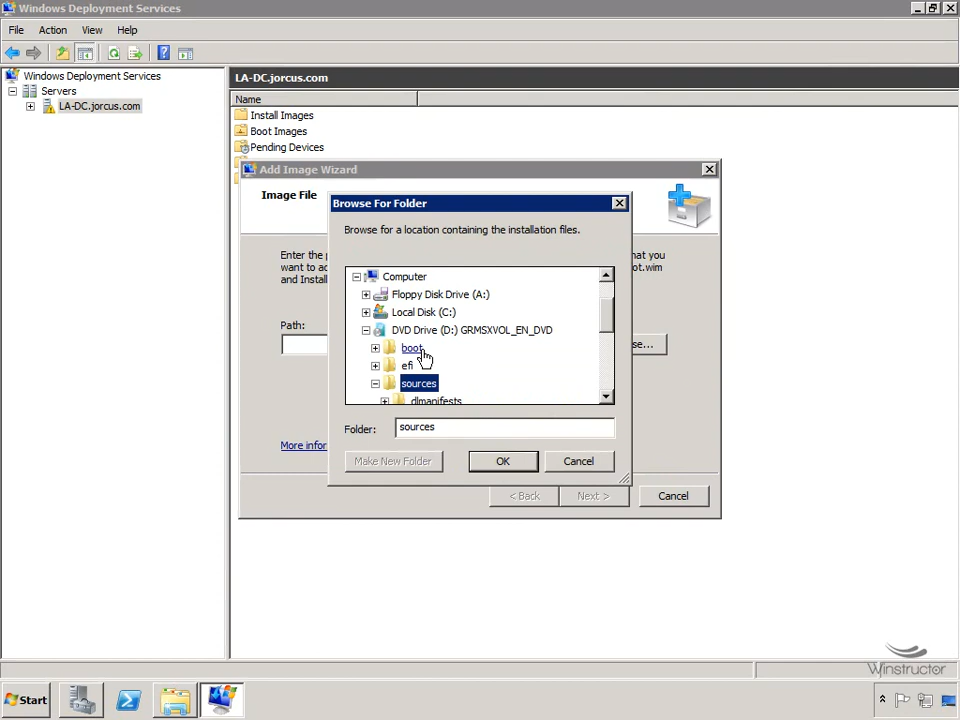 Windows Deployment Services
File Action View Help
Windows Deployment Services
Servers
LA-DC.jorcus.com
LA-DC.jorcus.com
Name
Install Images
Boot Images
Pending Devices
Add Image Wizard
Image File
Browse For Folder
Browse for a location containing the installation files.
Enter the
hat you
want to
ot.wim
and Instal
Computer
Floppy Disk Drive (A:)
Local Disk (C:)
DVD Drive (D:) GRMSXVOL_EN_DVD
boot
efi
sources
dlmanifests
Path:
se...
Folder: sources
More infor
Make New Folder OK Cancel
< Back Next > Cancel
Winstructor
Start